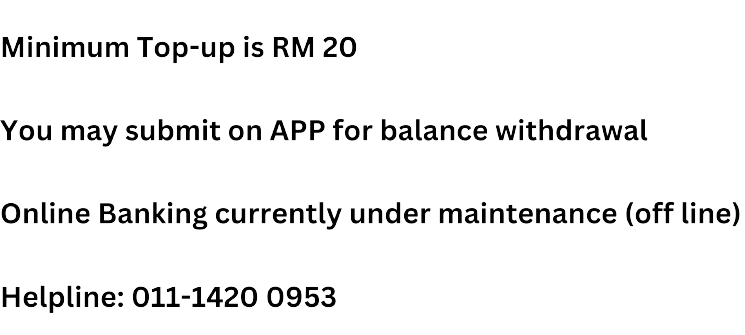 Minimum Top-up is RM 20
You may submit on APP for balance withdrawal
Online Banking currently under maintenance (off line)
Helpline: 011-1420 0953